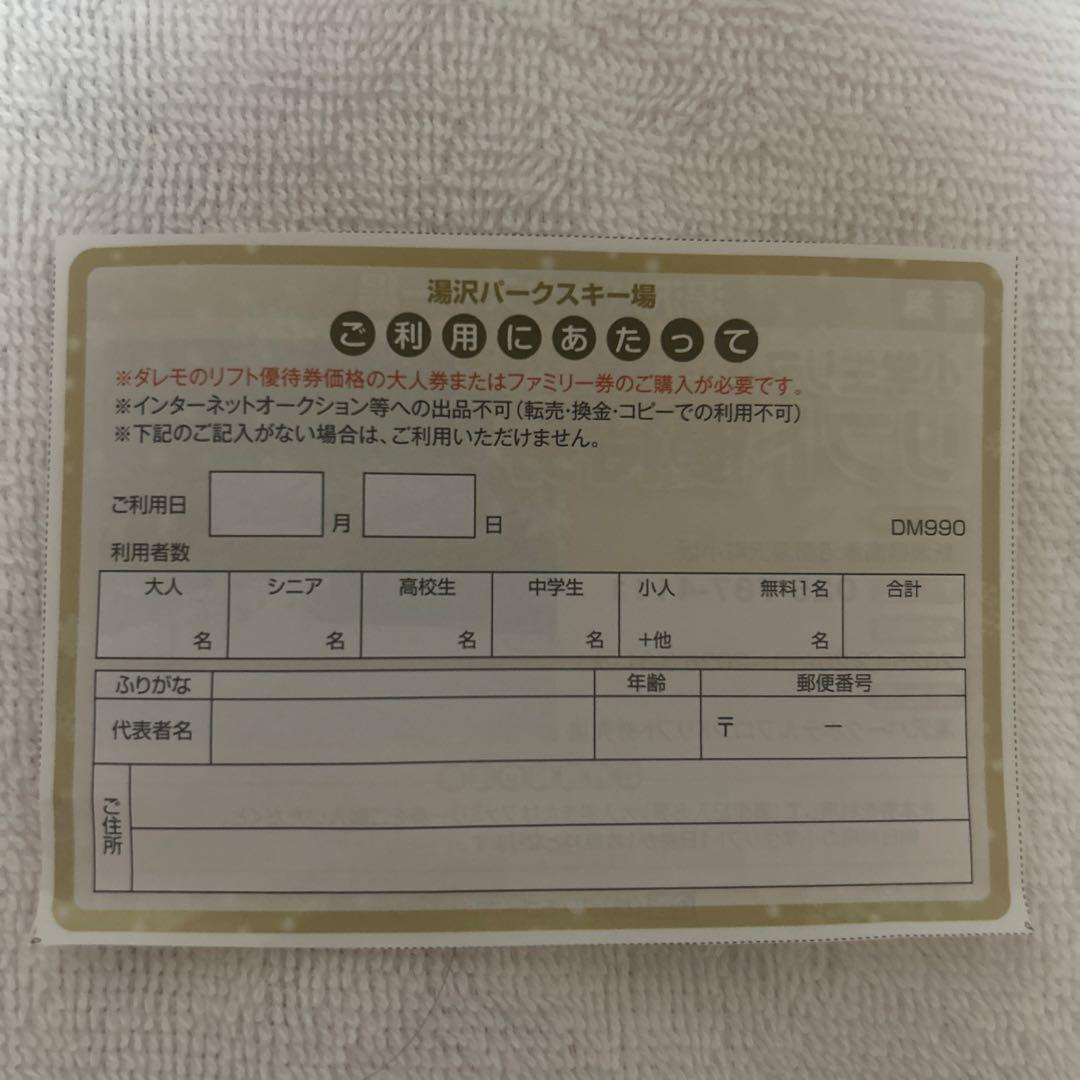 湯沢パークスキー場
ご利用にあたって
※ダレモのリフト優待券価格の大人券またはファミリー券のご購入が必要です。
※インターネットオークション等への出品不可(転売・換金・コピーでの利用不可)
※下記のご記入がない場合は、ご利用いただけません。
ご利用日 月 日
DM990
利用者数
大人 シニア 高校生 中学生 小人 無料1名 合計
名 名 名 名 +他 名
ふりがな 年齢 郵便番号
代表者名 〒 ー
ご住所